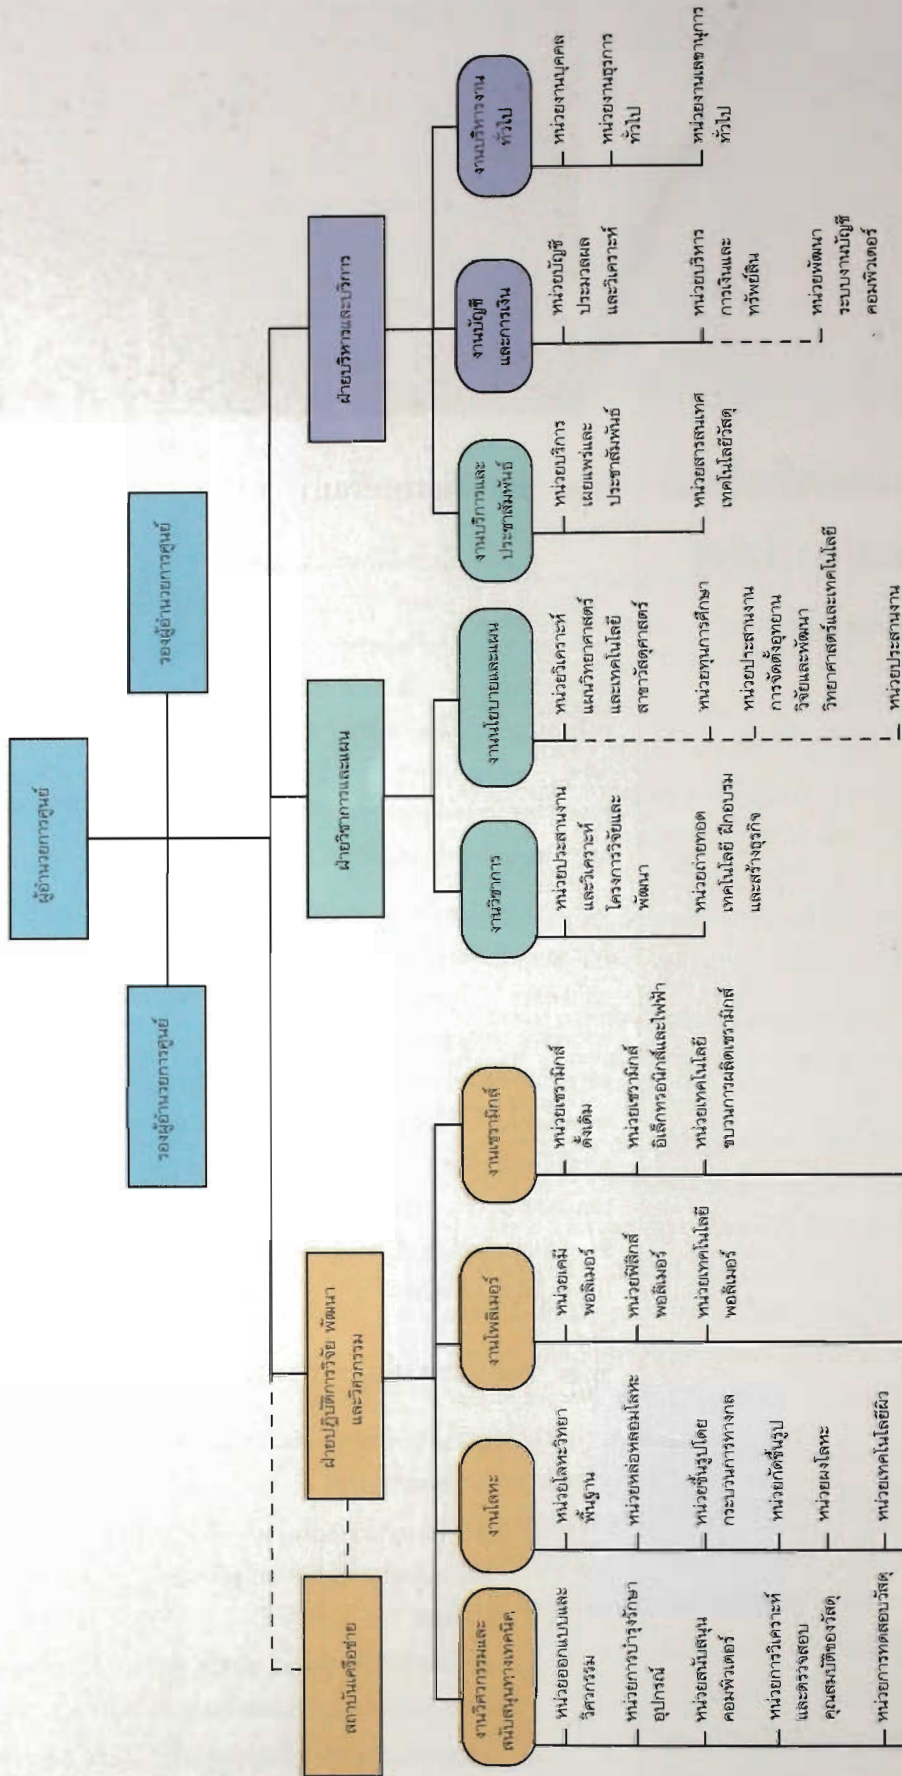 ผู้อำนวยการศูนย์
รองผู้อำนวยการศูนย์
รองผู้อำนวยการศูนย์
สถาบันเครือข่าย
ฝ่ายปฏิบัติการวิจัย พัฒนา
และวิศวกรรม
ฝ่ายวิชาการและแผน
ฝ่ายบริหารและบริการ
งานวิศวกรรมและ
สนับสนุนทางเทคนิค
หน่วยออกแบบและ
วิศวกรรม
หน่วยการบำรุงรักษา
อุปกรณ์
หน่วยสนับสนุน
คอมพิวเตอร์
หน่วยการวิเคราะห์
และตรวจสอบ
คุณสมบัติของวัสดุ
หน่วยการทดสอบวัสดุ
งานโลหะ
หน่วยโลหะวิทยา
พื้นฐาน
หน่วยหล่อหลอมโลหะ
หน่วยขึ้นรูปโดย
กระบวนการทางกล
หน่วยกัดขึ้นรูป
หน่วยผงโลหะ
หน่วยเทคโนโลยีผิว
งานโพลิเมอร์
หน่วยเคมี
พอลิเมอร์
หน่วยฟิสิกส์
พอลิเมอร์
หน่วยเทคโนโลยี
พอลิเมอร์
งานเซรามิกส์
หน่วยเซรามิกส์
ดั้งเดิม
หน่วยเซรามิกส์
อิเล็กทรอนิกส์และไฟฟ้า
หน่วยเทคโนโลยี
ขบวนการผลิตเซรามิกส์
งานวิชาการ
หน่วยประสานงาน
และวิเคราะห์
โครงการวิจัยและ
พัฒนา
หน่วยถ่ายทอด
เทคโนโลยี ฝึกอบรม
และสร้างธุรกิจ
งานนโยบายและแผน
หน่วยวิเคราะห์
แผนวิทยาศาสตร์
และเทคโนโลยี
สาขาวัสดุศาสตร์
หน่วยทุนการศึกษา
หน่วยประสานงาน
การจัดตั้งอุทยาน
วิจัยและพัฒนา
วิทยาศาสตร์และเทคโนโลยี
หน่วยประสานงาน
งานบริการและ
ประชาสัมพันธ์
หน่วยบริการ
เผยแพร่และ
ประชาสัมพันธ์
หน่วยสารสนเทศ
เทคโนโลยีวัสดุ
งานบัญชี
และการเงิน
หน่วยบัญชี
ประมวลผล
และวิเคราะห์
หน่วยบริหาร
การเงินและ
ทรัพย์สิน
หน่วยพัฒนา
ระบบงานบัญชี
คอมพิวเตอร์
งานบริหารงาน
ทั่วไป
หน่วยงานบุคคล
หน่วยงานธุรการ
ทั่วไป
หน่วยงานเลขานุการ
ทั่วไป